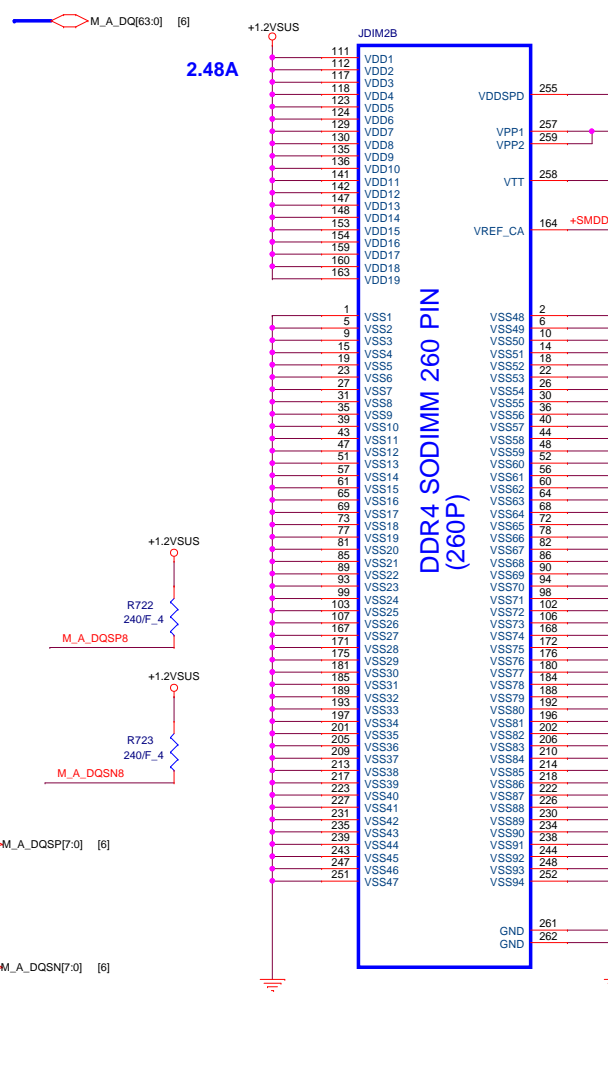 M_A_DQ[63:0] [6]
+1.2VSUS
2.48A
JDIM2B
111 VDD1
112 VDD2
117 VDD3
118 VDD4
123 VDD5
124 VDD6
129 VDD7
130 VDD8
135 VDD9
136 VDD10
141 VDD11
142 VDD12
147 VDD13
148 VDD14
153 VDD15
154 VDD16
159 VDD17
160 VDD18
163 VDD19
VDDSPD 255
VPP1 257
VPP2 259
VTT 258
VREF_CA 164 +SMDD
DDR4 SODIMM 260 PIN
(260P)
1 VSS1
5 VSS2
9 VSS3
15 VSS4
19 VSS5
23 VSS6
27 VSS7
31 VSS8
35 VSS9
39 VSS10
43 VSS11
47 VSS12
51 VSS13
57 VSS14
61 VSS15
65 VSS16
69 VSS17
73 VSS18
77 VSS19
81 VSS20
85 VSS21
89 VSS22
93 VSS23
99 VSS24
103 VSS25
107 VSS26
167 VSS27
171 VSS28
175 VSS29
181 VSS30
185 VSS31
189 VSS32
193 VSS33
197 VSS34
201 VSS35
205 VSS36
209 VSS37
213 VSS38
217 VSS39
223 VSS40
227 VSS41
231 VSS42
235 VSS43
239 VSS44
243 VSS45
247 VSS46
251 VSS47
VSS48 2
VSS49 6
VSS50 10
VSS51 14
VSS52 18
VSS53 22
VSS54 26
VSS55 30
VSS56 36
VSS57 40
VSS58 44
VSS59 48
VSS60 52
VSS61 56
VSS62 60
VSS63 64
VSS64 68
VSS65 72
VSS66 78
VSS67 82
VSS68 86
VSS69 90
VSS70 94
VSS71 98
VSS72 102
VSS73 106
VSS74 168
VSS75 172
VSS76 176
VSS77 180
VSS78 184
VSS79 188
VSS80 192
VSS81 196
VSS82 202
VSS83 206
VSS84 210
VSS85 214
VSS86 218
VSS87 222
VSS88 226
VSS89 230
VSS90 234
VSS91 238
VSS92 244
VSS93 248
VSS94 252
GND 261
GND 262
+1.2VSUS
R722
240/F_4
M_A_DQSP8
+1.2VSUS
R723
240/F_4
M_A_DQSN8
M_A_DQSP[7:0] [6]
M_A_DQSN[7:0] [6]